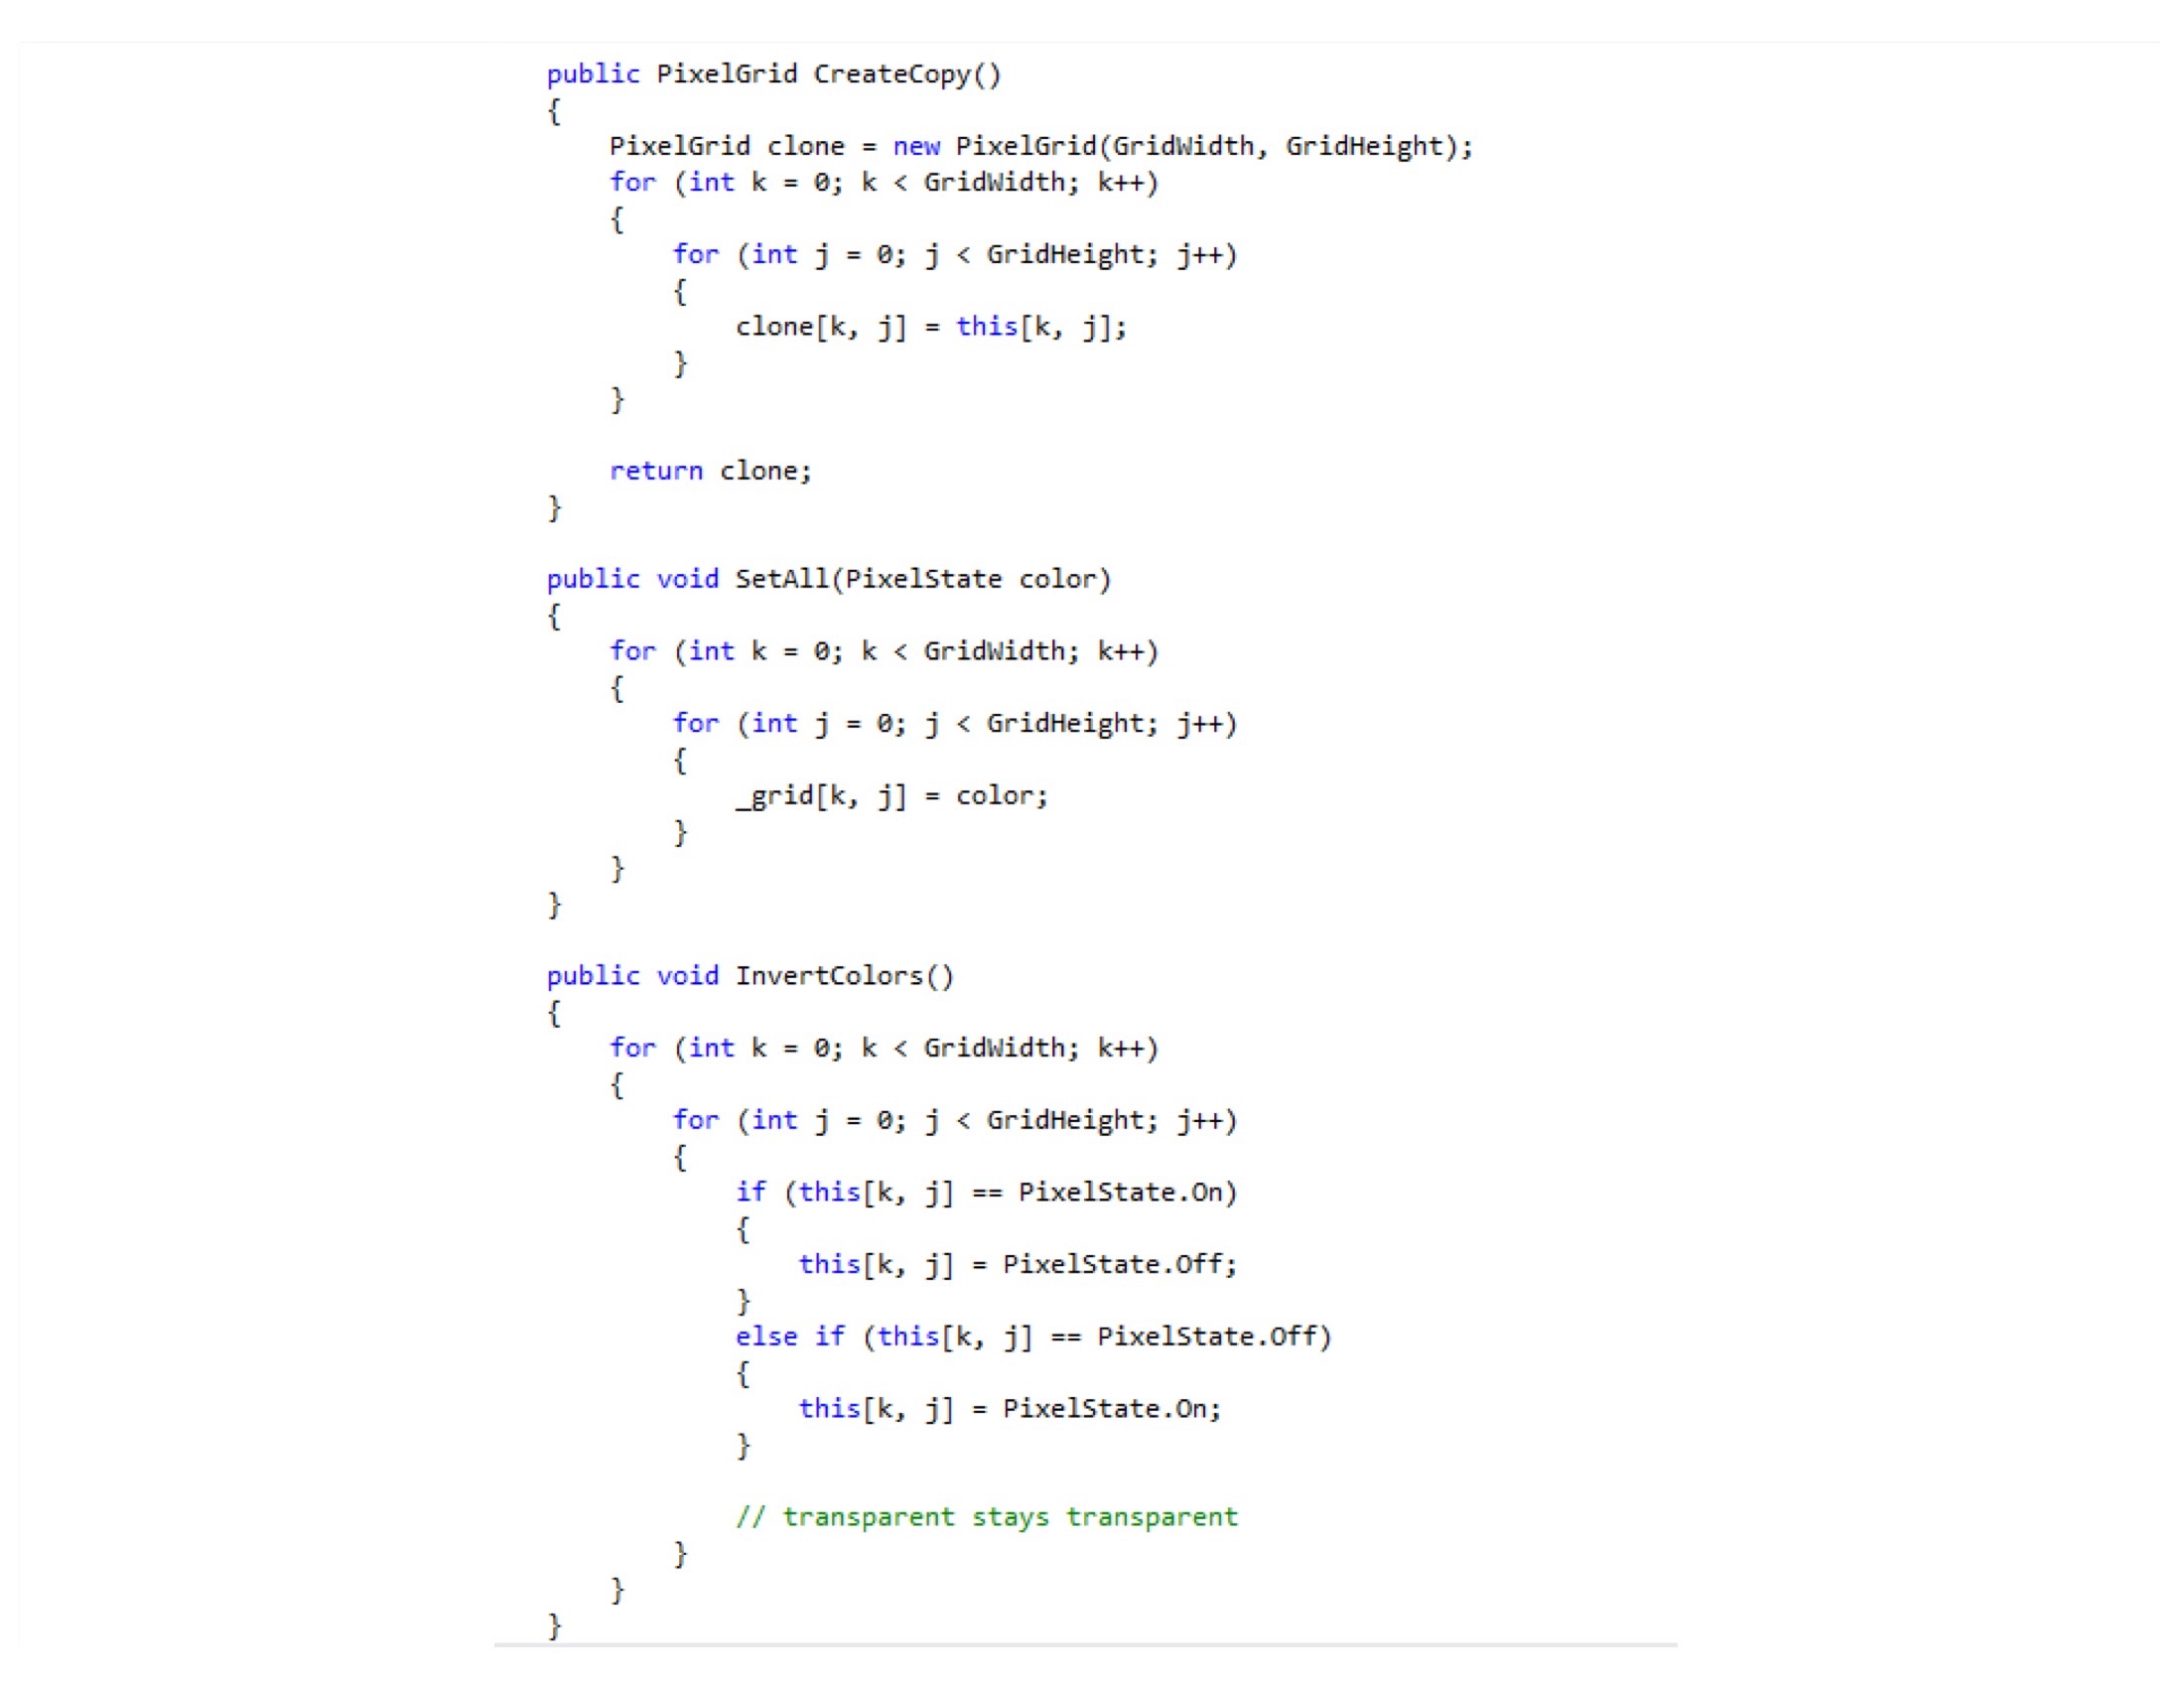 public PixelGrid CreateCopy()
{
    PixelGrid clone = new PixelGrid(GridWidth, GridHeight);
    for (int k = 0; k < GridWidth; k++)
    {
        for (int j = 0; j < GridHeight; j++)
        {
            clone[k, j] = this[k, j];
        }
    }

    return clone;
}

public void SetAll(PixelState color)
{
    for (int k = 0; k < GridWidth; k++)
    {
        for (int j = 0; j < GridHeight; j++)
        {
            _grid[k, j] = color;
        }
    }
}

public void InvertColors()
{
    for (int k = 0; k < GridWidth; k++)
    {
        for (int j = 0; j < GridHeight; j++)
        {
            if (this[k, j] == PixelState.On)
            {
                this[k, j] = PixelState.Off;
            }
            else if (this[k, j] == PixelState.Off)
            {
                this[k, j] = PixelState.On;
            }

            // transparent stays transparent
        }
    }
}